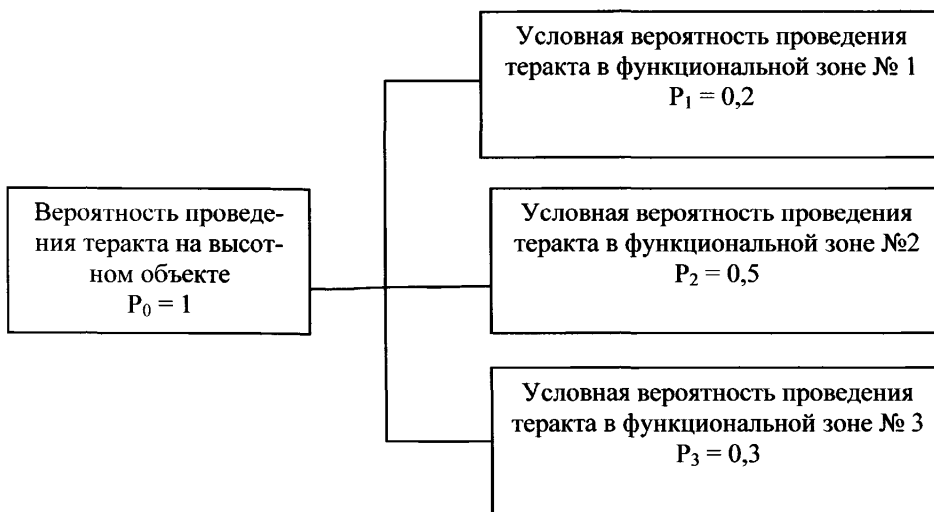 Условная вероятность проведения
теракта в функциональной зоне № 1
P₁ = 0,2
Вероятность проведе-
ния теракта на высот-
ном объекте
P₀ = 1
Условная вероятность проведения
теракта в функциональной зоне №2
P₂ = 0,5
Условная вероятность проведения
теракта в функциональной зоне № 3
P₃ = 0,3